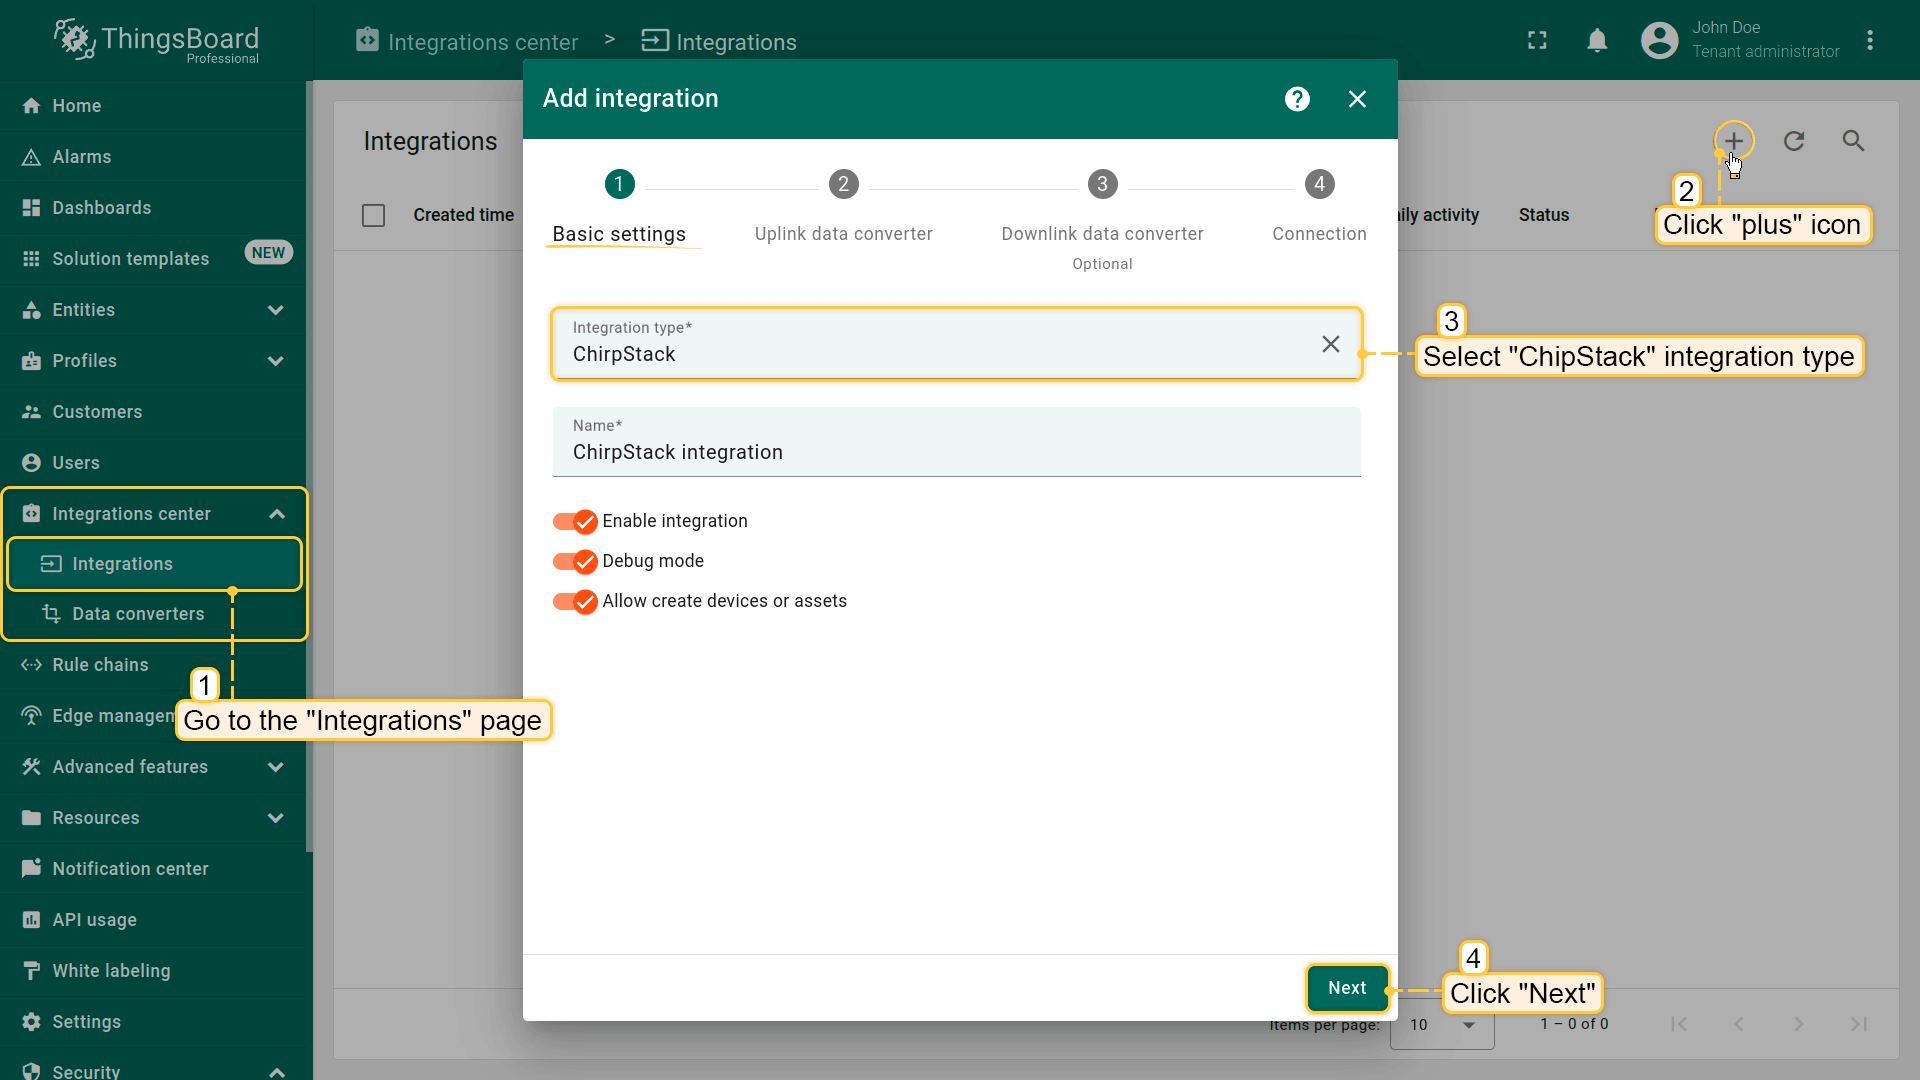 ThingsBoard
Professional
Integrations center > Integrations
John Doe
Tenant administrator
Home
Alarms
Dashboards
Solution templates NEW
Entities
Profiles
Customers
Users
Integrations center
Integrations
Data converters
Rule chains
Edge managem
Advanced features
Resources
Notification center
API usage
White labeling
Settings
Security
1
Go to the "Integrations" page
Integrations
Created time
ily activity
Status
2
Click "plus" icon
Add integration
?
1 2 3 4
Basic settings Uplink data converter Downlink data converter Connection
Optional
Integration type*
ChirpStack
3
Select "ChipStack" integration type
Name*
ChirpStack integration
Enable integration
Debug mode
Allow create devices or assets
Next
4
Click "Next"
Items per page: 10 1 – 0 of 0